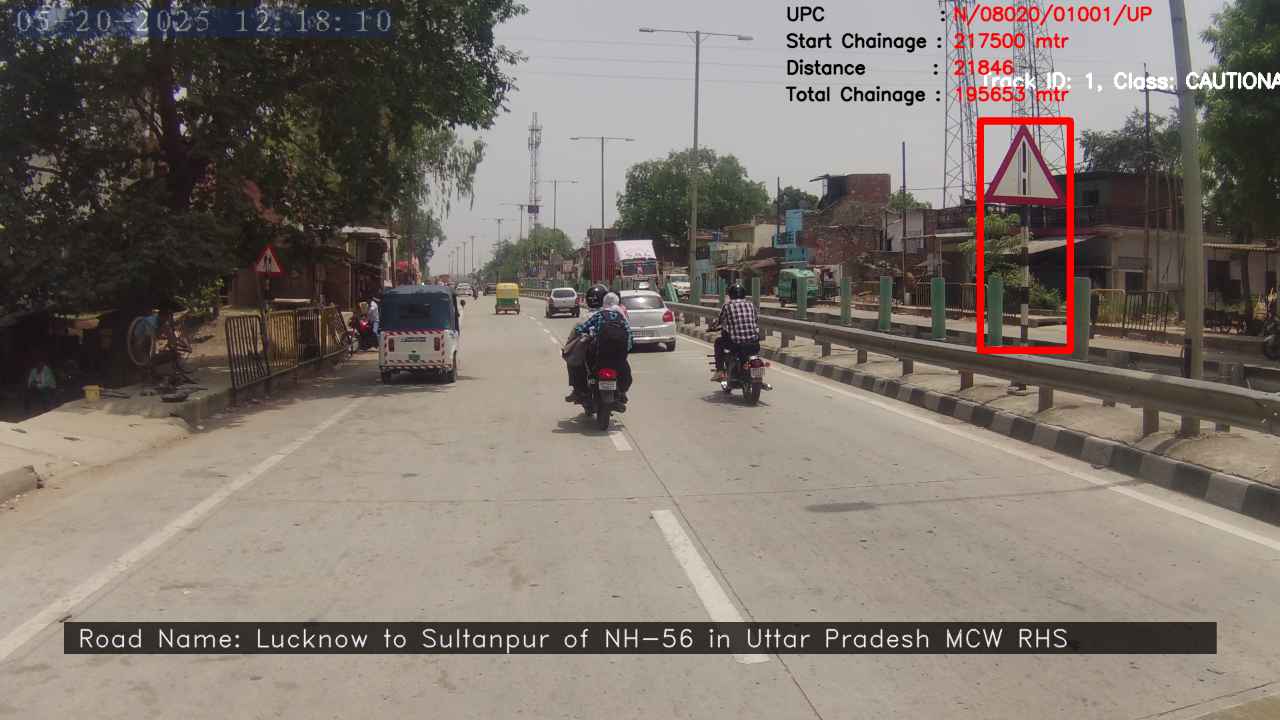 05-20-2025 12:18:10
UPC : N/08020/01001/UP
Start Chainage : 217500 mtr
Distance : 21846
Track ID: 1, Class: CAUTIONA
Total Chainage : 195653 mtr
Road Name: Lucknow to Sultanpur of NH-56 in Uttar Pradesh MCW RHS